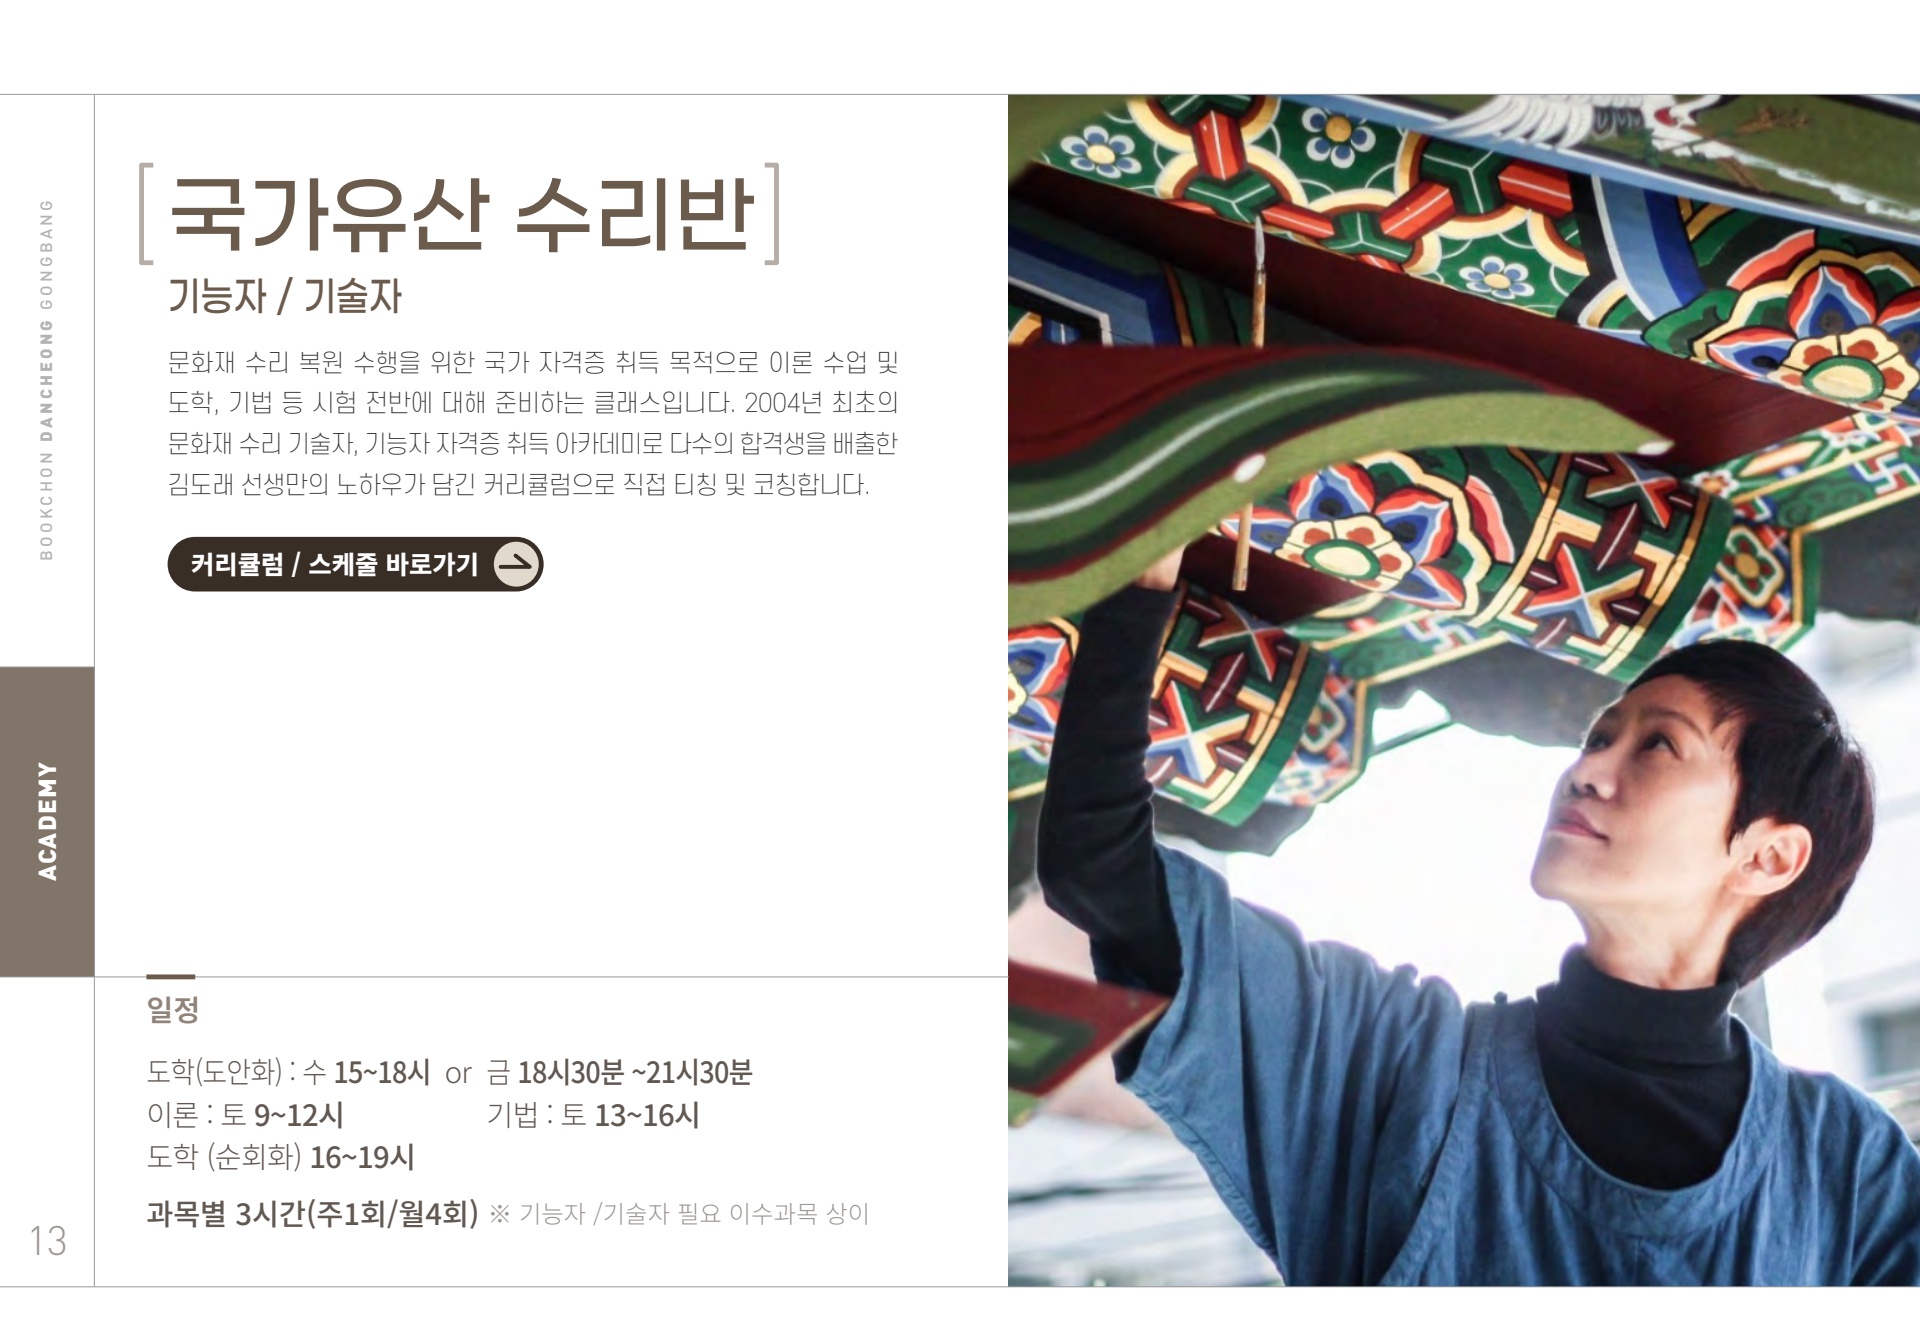 BOOKCHON DANCHEONG GONGBANG
[국가유산 수리반]
기능자 / 기술자
문화재 수리 복원 수행을 위한 국가 자격증 취득 목적으로 이론 수업 및
도학, 기법 등 시험 전반에 대해 준비하는 클래스입니다. 2004년 최초의
문화재 수리 기술자, 기능자 자격증 취득 아카데미로 다수의 합격생을 배출한
김도래 선생만의 노하우가 담긴 커리큘럼으로 직접 티칭 및 코칭합니다.
커리큘럼 / 스케줄 바로가기
ACADEMY
일정
도학(도안화) : 수 15~18시 or 금 18시30분 ~21시30분
이론 : 토 9~12시 기법 : 토 13~16시
도학 (순회화) 16~19시
과목별 3시간(주1회/월4회) ※ 기능자 /기술자 필요 이수과목 상이
13